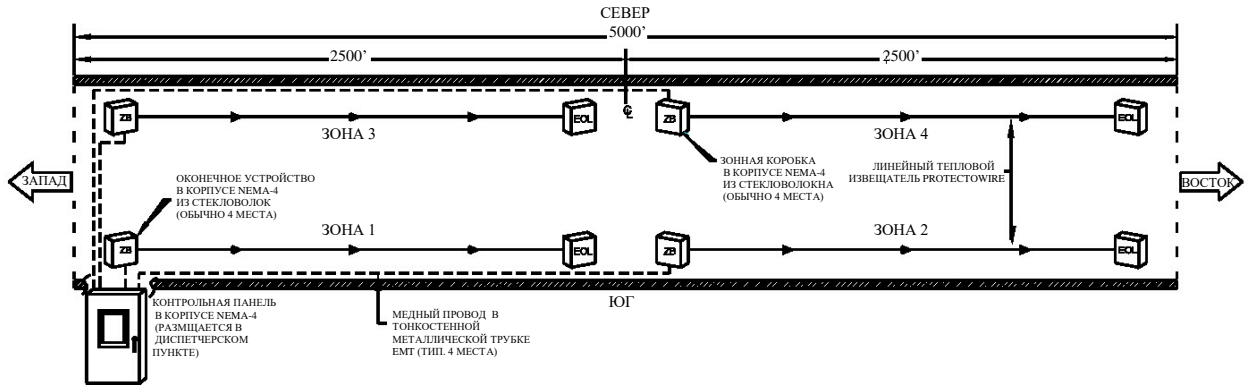 СЕВЕР
5000’
2500’
2500’
ZB
EOL
ZB
EOL
ЗОНА 3
ЗОНА 4
ЗАПАД
ОКОНЕЧНОЕ УСТРОЙСТВО
В КОРПУСЕ NEMA-4
ИЗ СТЕКЛОВОЛОК
(ОБЫЧНО 4 МЕСТА)
ЗОННАЯ КОРОБКА
В КОРПУСЕ NEMA-4
ИЗ СТЕКЛОВОЛОКНА
(ОБЫЧНО 4 МЕСТА)
ЛИНЕЙНЫЙ ТЕПЛОВОЙ
ИЗВЕЩАТЕЛЬ PROTECTOWIRE
ВОСТОК
ЗОНА 1
ЗОНА 2
ZB
EOL
ZB
EOL
ЮГ
КОНТРОЛЬНАЯ ПАНЕЛЬ
В КОРПУСЕ NEMA-4
(РАЗМЩАЕТСЯ В
ДИСПЕТЧЕРСКОМ
ПУНКТЕ)
МЕДНЫЙ ПРОВОД В
ТОНКОСТЕННОЙ
МЕТАЛЛИЧЕСКОЙ ТРУБКЕ
EMT (ТИП. 4 МЕСТА)